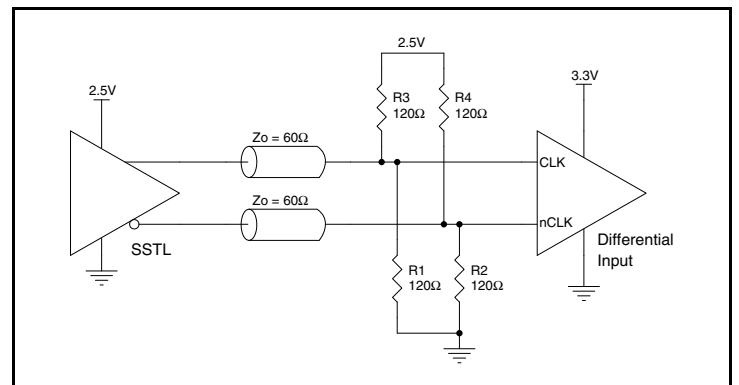 2.5V
3.3V
2.5V
R3
120Ω
R4
120Ω
Zo = 60Ω
CLK
Zo = 60Ω
nCLK
SSTL
Differential
Input
R1
120Ω
R2
120Ω